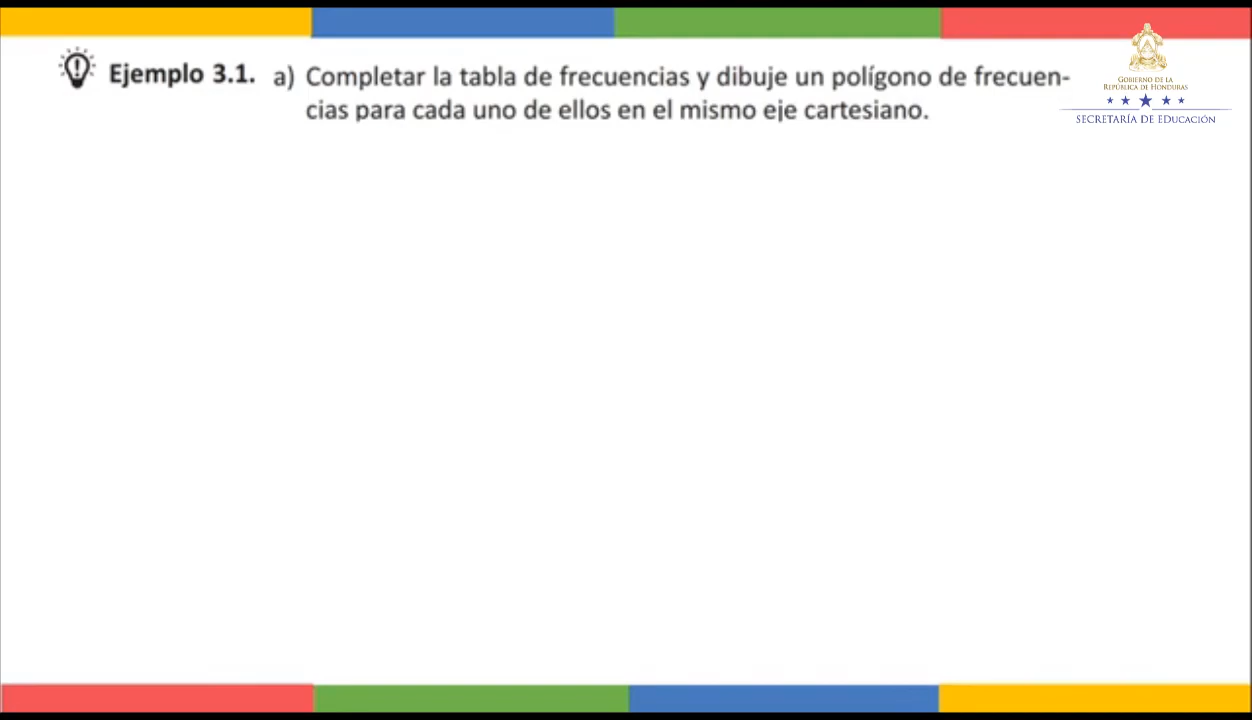 Ejemplo 3.1. a) Completar la tabla de frecuencias y dibuje un polígono de frecuen-
cias para cada uno de ellos en el mismo eje cartesiano.
GOBIERNO DE LA
REPÚBLICA DE HONDURAS
SECRETARÍA DE EDUCACIÓN